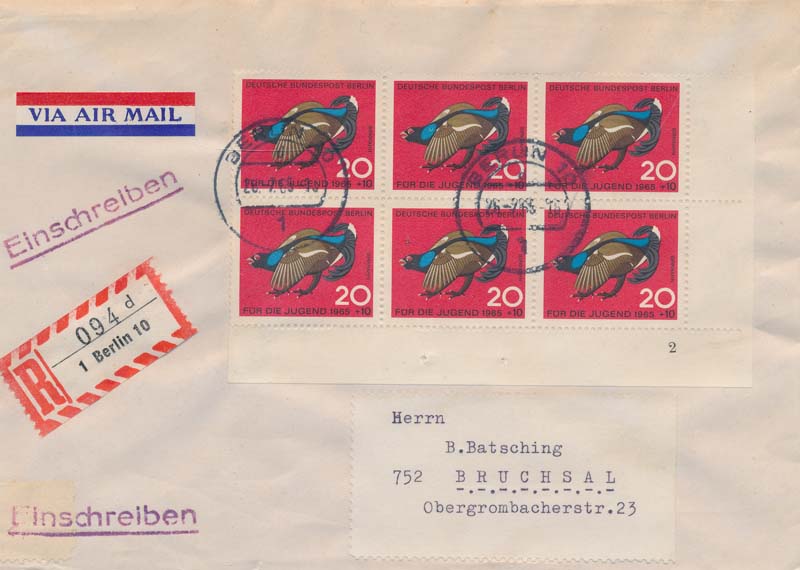 VIA AIR MAIL
Einschreiben
094 d
1 Berlin 10
R
Einschreiben
DEUTSCHE BUNDESPOST BERLIN
20
FÜR DIE JUGEND 1965 +10
DEUTSCHE BUNDESPOST BERLIN
20
FÜR DIE JUGEND 1965 +10
DEUTSCHE BUNDESPOST BERLIN
20
FÜR DIE JUGEND 1965 +10
DEUTSCHE BUNDESPOST BERLIN
20
FÜR DIE JUGEND 1965 +10
DEUTSCHE BUNDESPOST BERLIN
20
FÜR DIE JUGEND 1965 +10
DEUTSCHE BUNDESPOST BERLIN
20
FÜR DIE JUGEND 1965 +10
BERLIN
1
BERLIN
2
Herrn
B.Batsching
752 BRUCHSAL
Obergrombacherstr.23